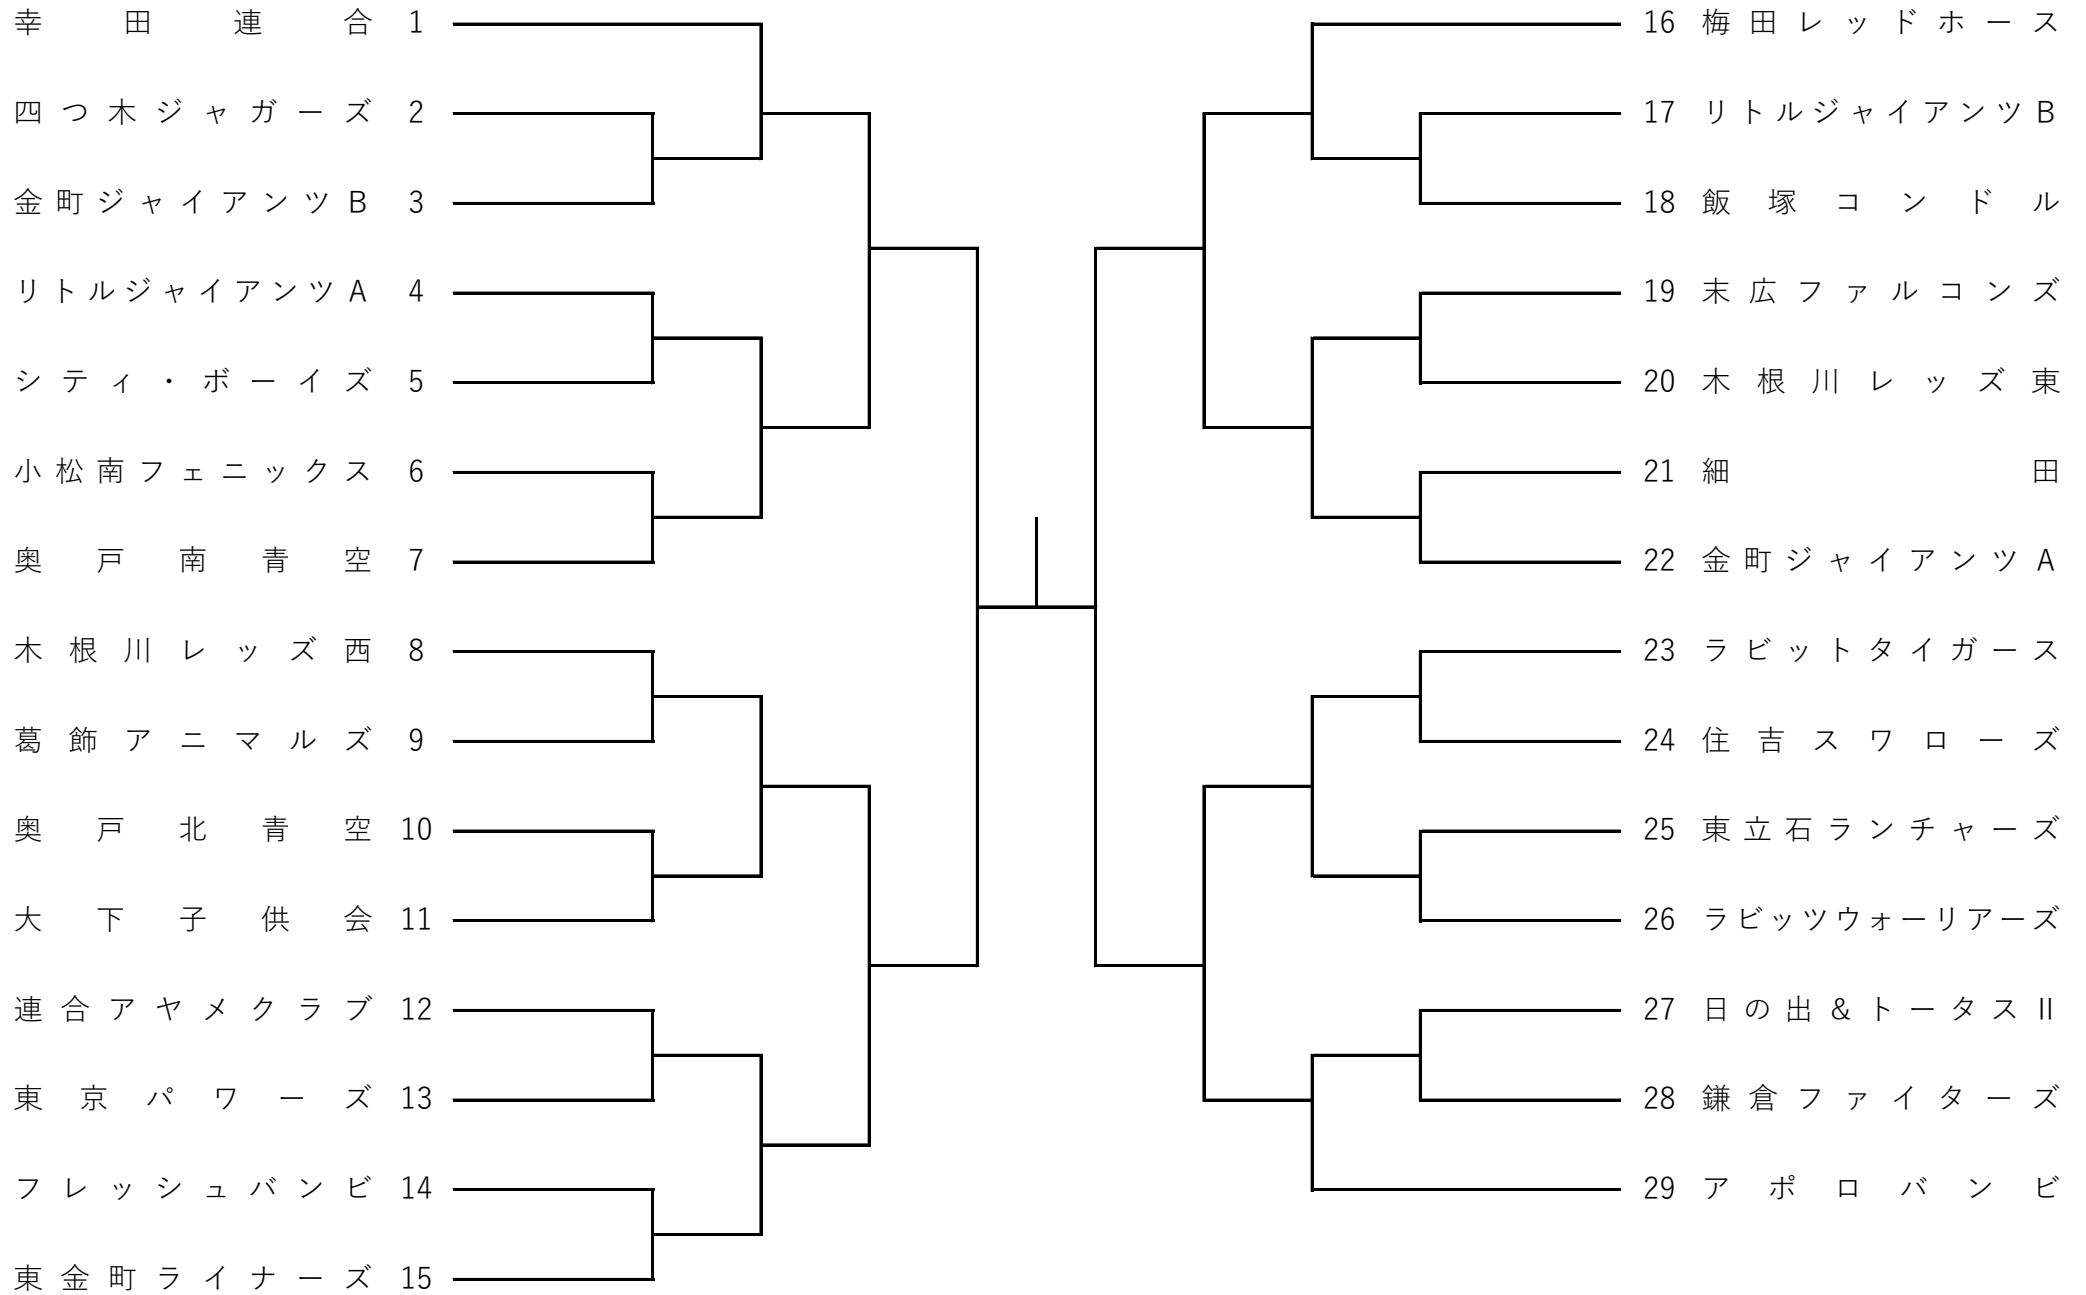 幸田連合 1
四つ木ジャガーズ 2
金町ジャイアンツB 3
リトルジャイアンツA 4
シティ・ボーイズ 5
小松南フェニックス 6
奥戸南青空 7
木根川レッズ西 8
葛飾アニマルズ 9
奥戸北青空 10
大下子供会 11
連合アヤメクラブ 12
東京パワーズ 13
フレッシュバンビ 14
東金町ライナーズ 15
16 梅田レッドホース
17 リトルジャイアンツB
18 飯塚コンドル
19 末広ファルコンズ
20 木根川レッズ東
21 細田
22 金町ジャイアンツA
23 ラビットタイガース
24 住吉スワローズ
25 東立石ランチャーズ
26 ラビッツウォーリアーズ
27 日の出&トータスⅡ
28 鎌倉ファイターズ
29 アポロバンビ